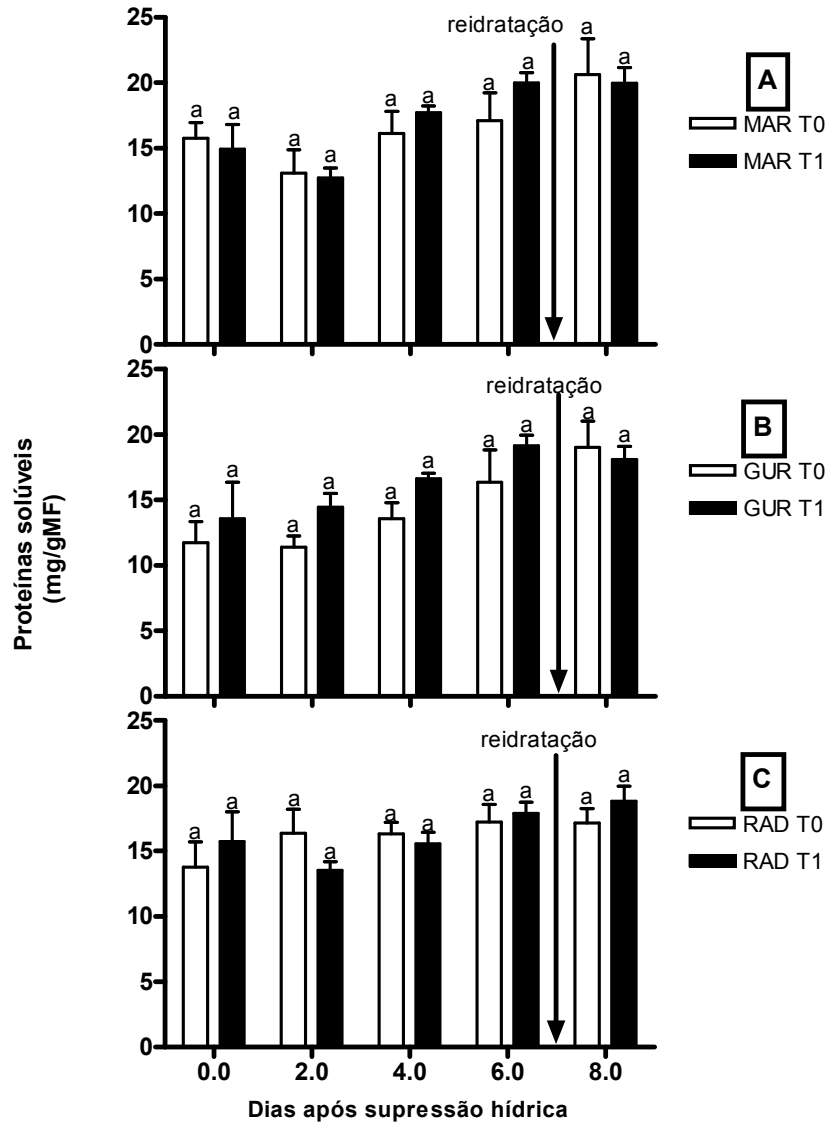 25
20
15
10
5
0
reidratação
a a a a a a a a a a
A
MAR T0
MAR T1
25
20
15
10
5
0
reidratação
a a a a a a a a a a
B
GUR T0
GUR T1
25
20
15
10
5
0
reidratação
a a a a a a a a a a
C
RAD T0
RAD T1
Proteínas solúveis
(mg/gMF)
0.0 2.0 4.0 6.0 8.0
Dias após supressão hídrica